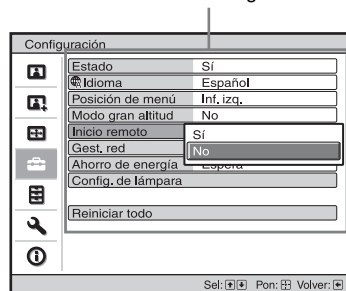 Configuración
Estado Sí
Idioma Español
Posición de menú Inf. izq.
Modo gran altitud No
Inicio remoto Sí
Gest. red No
Ahorro de energía Espera
Config. de lámpara
Reiniciar todo
Sel: Pon: Volver: